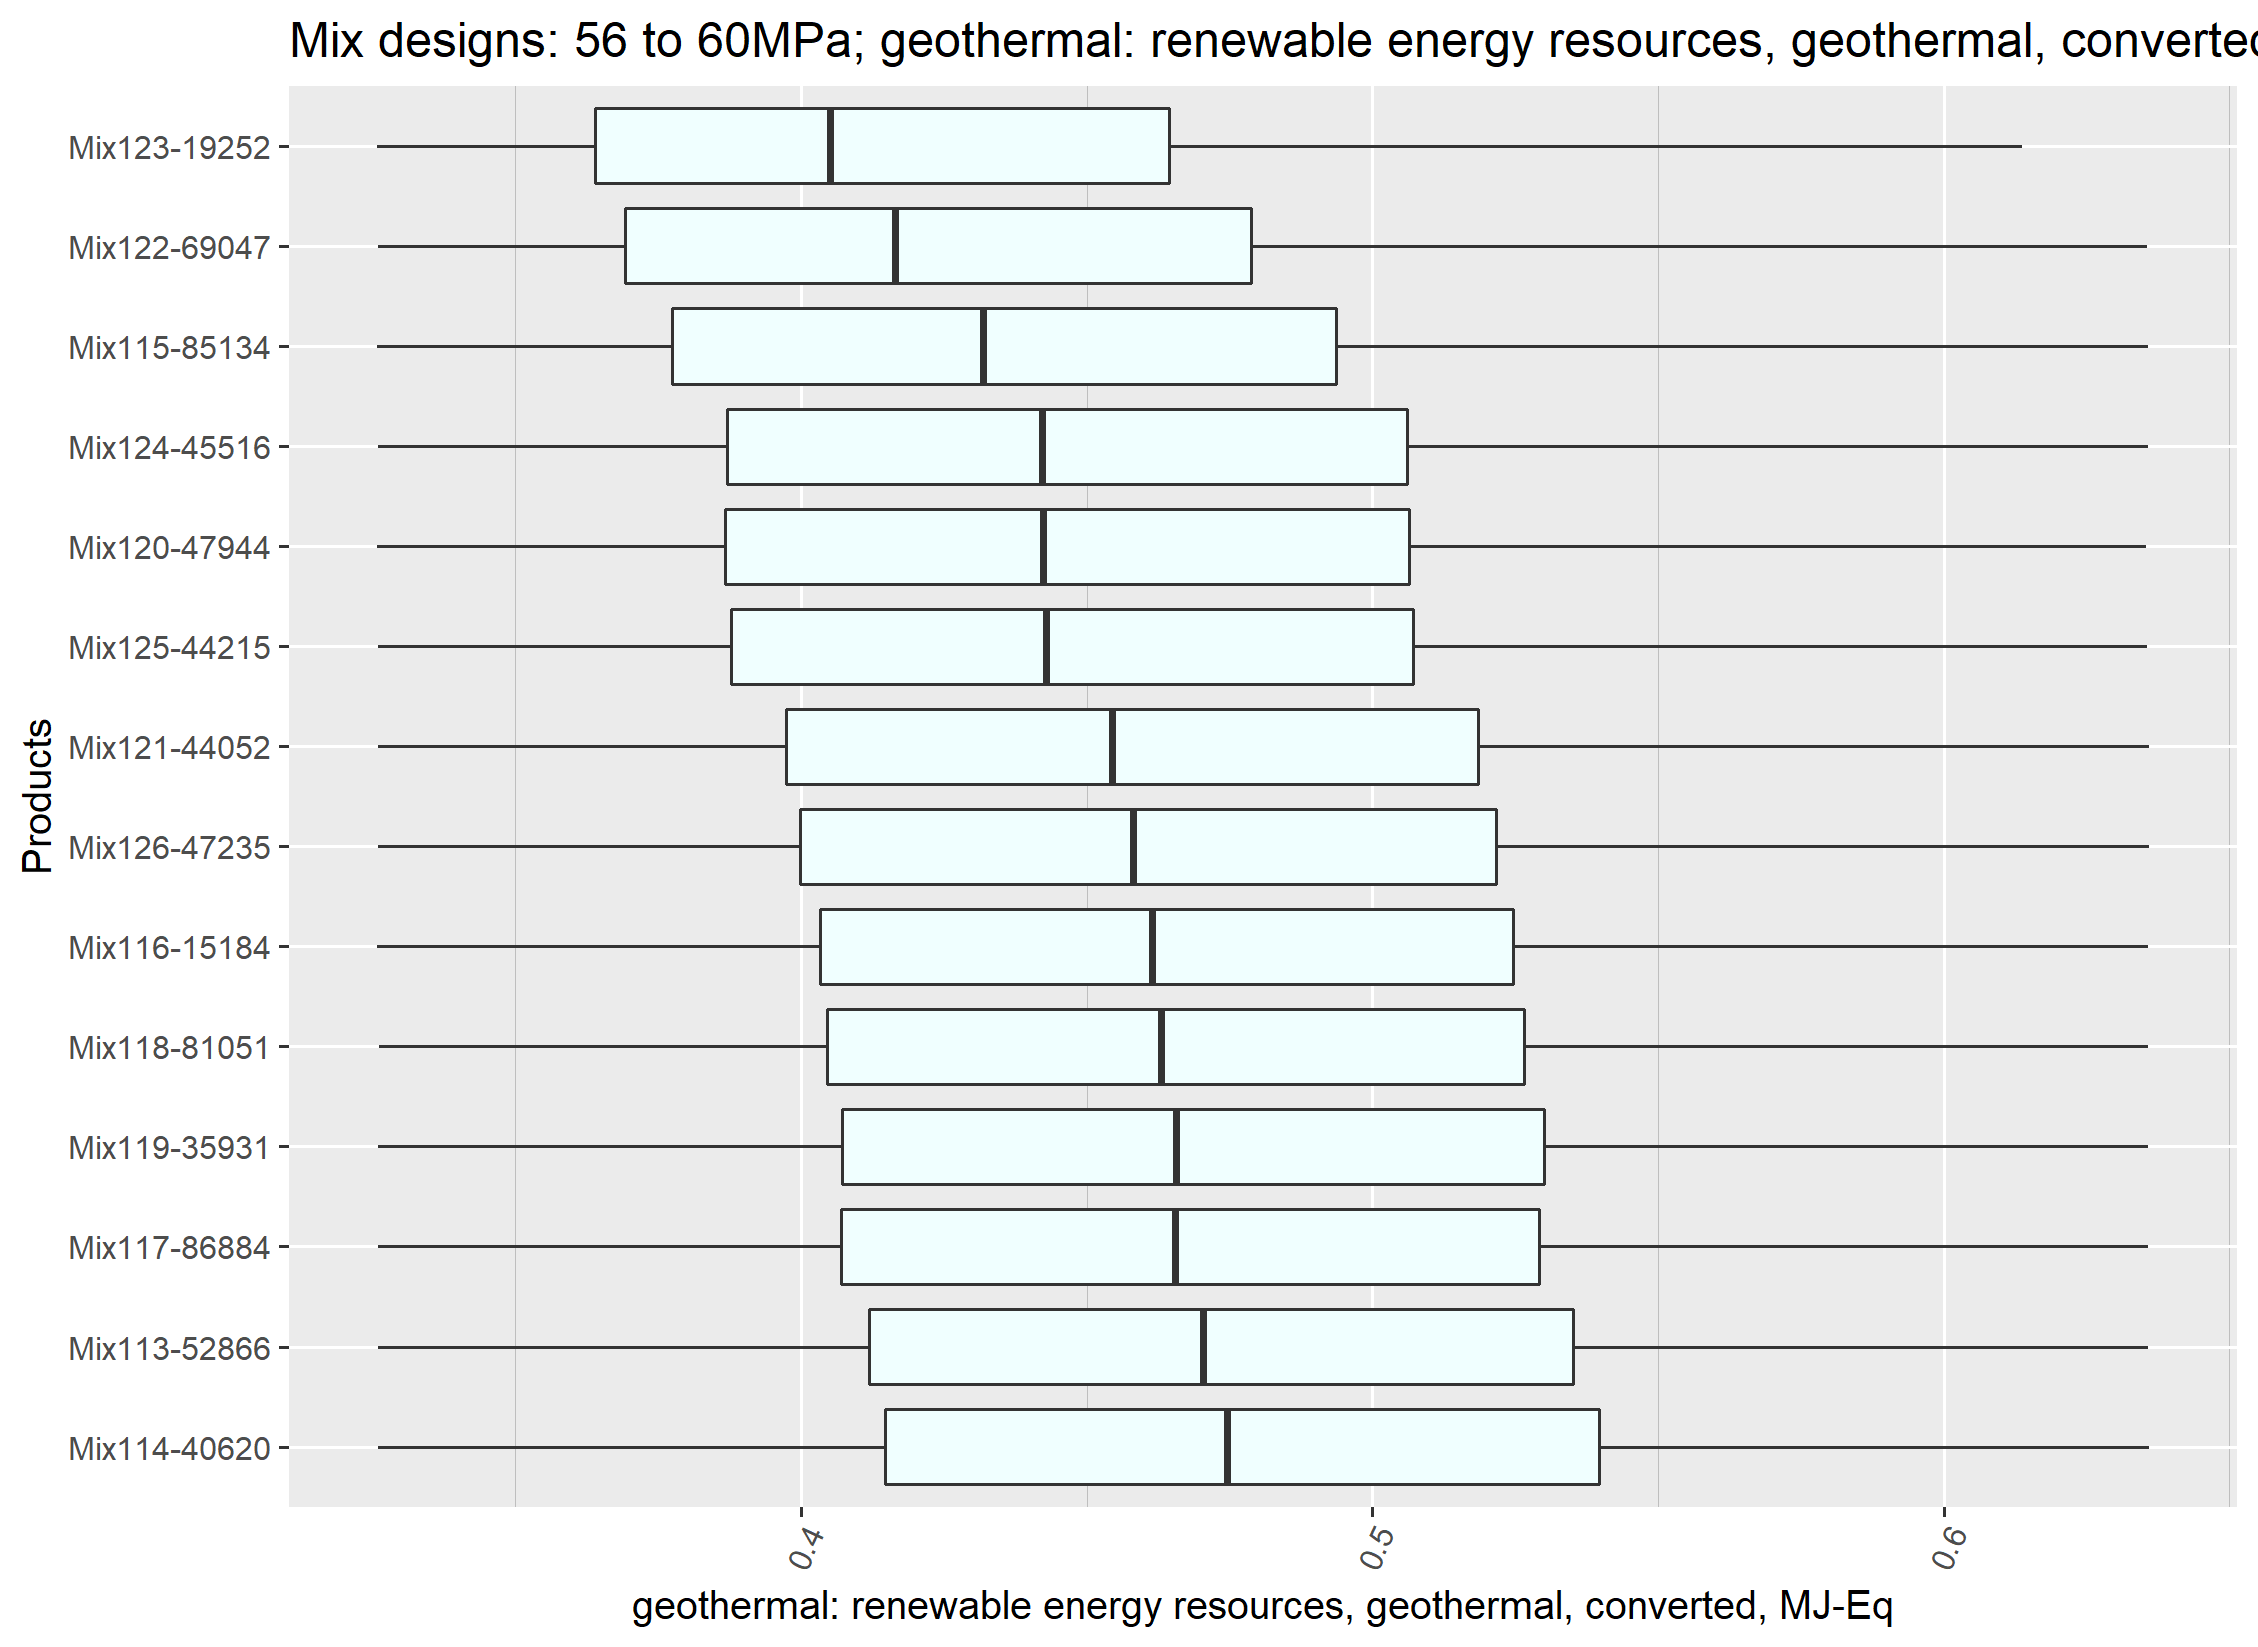 Mix designs: 56 to 60MPa; geothermal: renewable energy resources, geothermal, converted
Mix123-19252
Mix122-69047
Mix115-85134
Mix124-45516
Mix120-47944
Mix125-44215
Mix121-44052
Mix126-47235
Mix116-15184
Mix118-81051
Mix119-35931
Mix117-86884
Mix113-52866
Mix114-40620
Products
0.4
0.5
0.6
geothermal: renewable energy resources, geothermal, converted, MJ-Eq